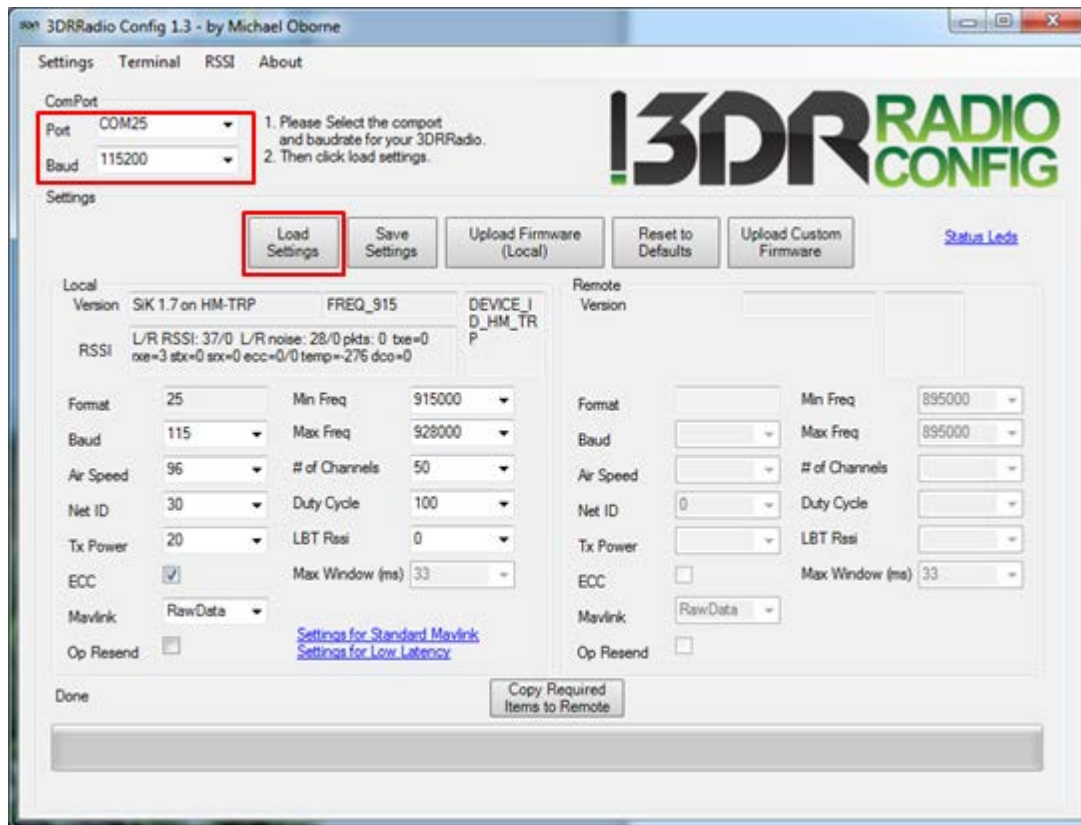 3DRRadio Config 1.3 - by Michael Oborne
Settings Terminal RSSI About
ComPort
Port COM25
Baud 115200
1. Please Select the comport
and baudrate for your 3DRRadio.
2. Then click load settings.
!3DR RADIO
CONFIG
Settings
Load
Settings
Save
Settings
Upload Firmware
(Local)
Reset to
Defaults
Upload Custom
Firmware
Status Leds
Local
Version SiK 1.7 on HM-TRP FREQ_915 DEVICE_I
D_HM_TR
P
RSSI L/R RSSI: 37/0 L/R noise: 28/0 pkts: 0 txe=0
rxe=3 stx=0 srx=0 ecc=0/0 temp=-276 dco=0
Format 25 Min Freq 915000
Baud 115 Max Freq 928000
Air Speed 96 # of Channels 50
Net ID 30 Duty Cycle 100
Tx Power 20 LBT Rssi 0
ECC Max Window (ms) 33
Mavlink RawData
Settings for Standard Mavlink
Op Resend Settings for Low Latency
Remote
Version
Format Min Freq 895000
Baud Max Freq 895000
Air Speed # of Channels
Net ID 0 Duty Cycle
Tx Power LBT Rssi
ECC Max Window (ms) 33
Mavlink RawData
Op Resend
Done
Copy Required
Items to Remote